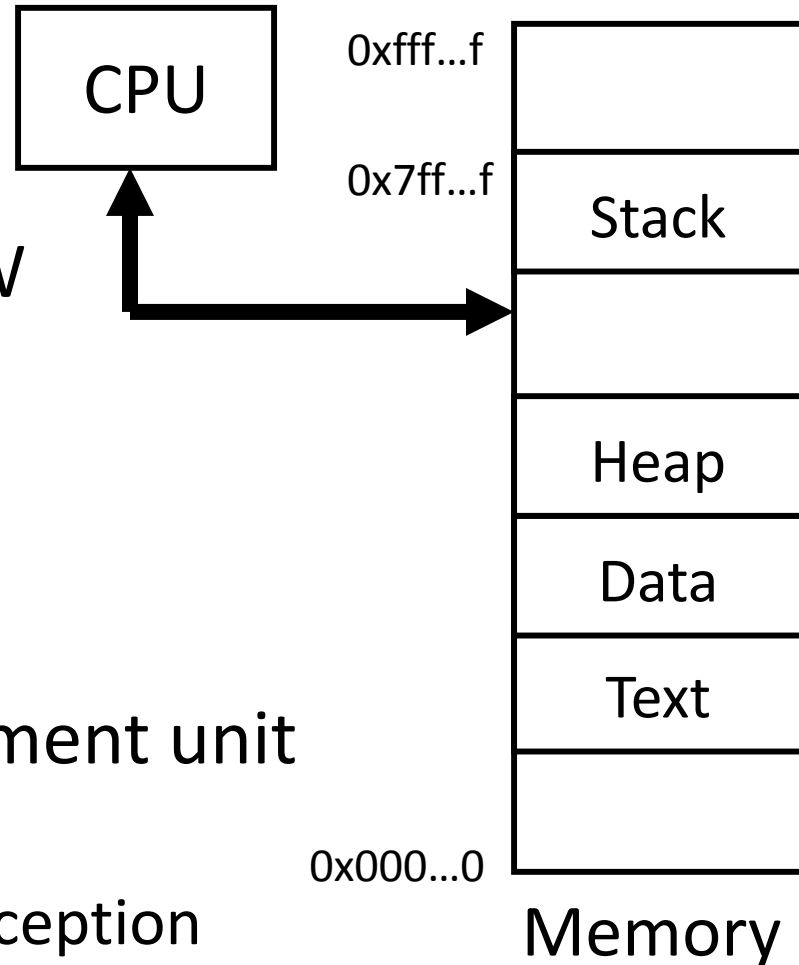 CPU
0xfff...f
0x7ff...f
Stack
Heap
Data
Text
ment unit
0x000...0
ception
Memory